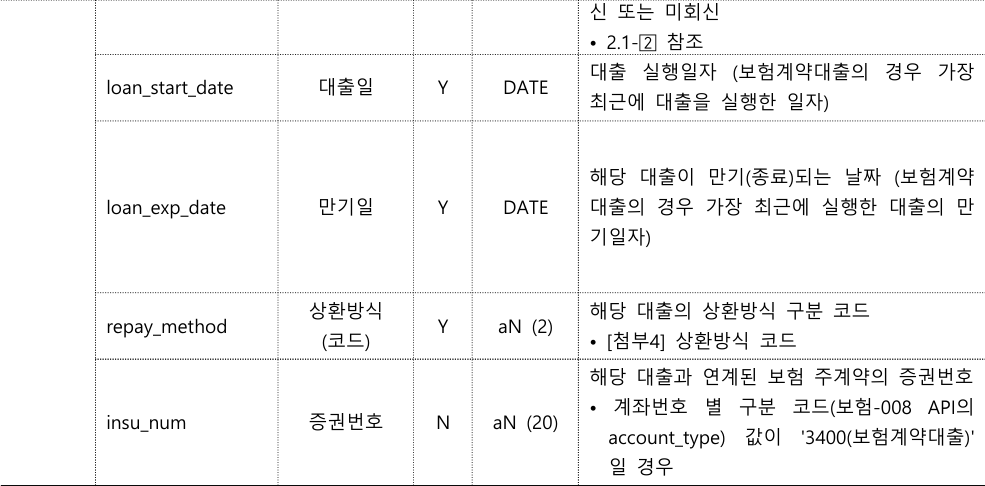 신 또는 미회신
• 2.1-2 참조
loan_start_date 대출일 Y DATE 대출 실행일자 (보험계약대출의 경우 가장
최근에 대출을 실행한 일자)
loan_exp_date 만기일 Y DATE 해당 대출이 만기(종료)되는 날짜 (보험계약
대출의 경우 가장 최근에 실행한 대출의 만
기일자)
repay_method 상환방식
(코드) Y aN (2) 해당 대출의 상환방식 구분 코드
• [첨부4] 상환방식 코드
insu_num 증권번호 N aN (20) 해당 대출과 연계된 보험 주계약의 증권번호
• 계좌번호 별 구분 코드(보험-008 API의
account_type) 값이 '3400(보험계약대출)'
일 경우